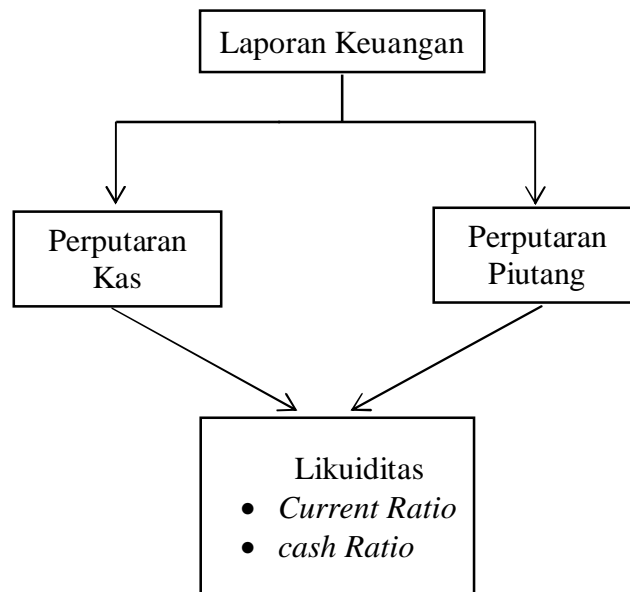 Laporan Keuangan
Perputaran
Kas
Perputaran
Piutang
Likuiditas
• Current Ratio
• cash Ratio